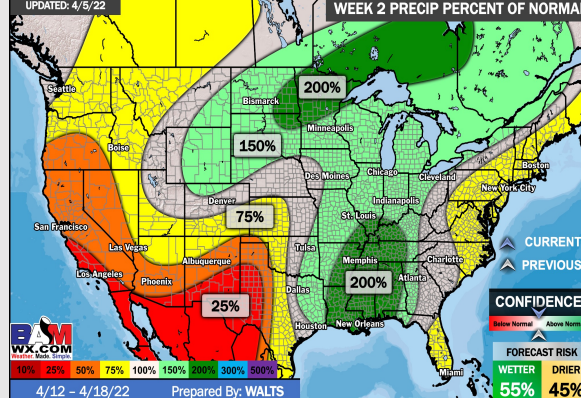 UPDATED: 4/5/22
WEEK 2 PRECIP PERCENT OF NORMA
Seattle
Bismarck
200%
Minneapolis
Boise
150%
Boston
Des Moines
Chicago
Cleveland
New York City
Denver
Indianapolis
75%
St. Louis
San Francisco
Las Vegas
Tulsa
CURRENT
Albuquerque
Memphis
Charlotte
PREVIOUS
Los Angeles
Phoenix
Atlanta
200%
Dallas
25%
CONFIDENCE
Houston
New Orleans
Below Normal
Above Norm
BAM
WX.COM
Weather. Made. Simple.
FORECAST RISK
Miami
WETTER
DRIER
10% 25% 50% 75% 100% 150% 200% 300% 500%
55%
45%
4/12 – 4/18/22
Prepared By: WALTS